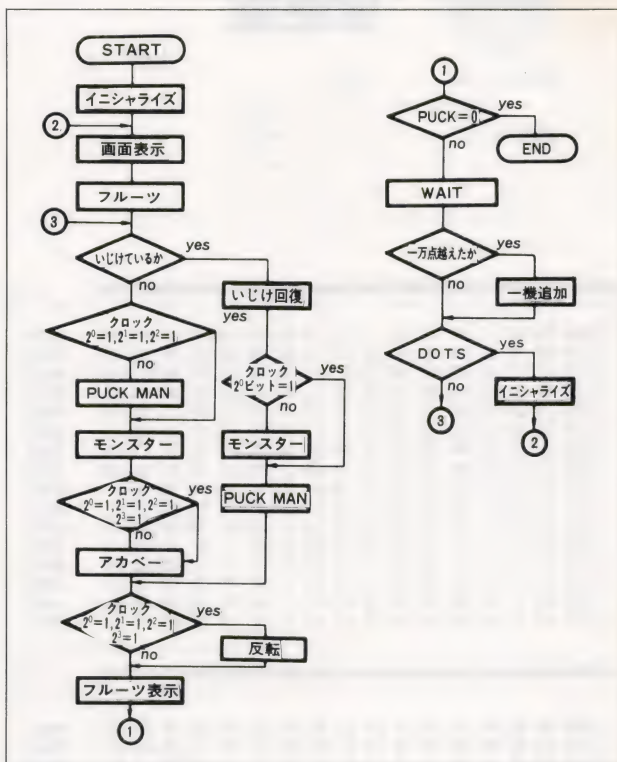 START
イニシャライズ
②
画面表示
フルーツ
③
いじけているか
yes
no
いじけ回復
クロック
2⁰=1,2¹=1,2²=1
yes
no
PUCK MAN
クロック
2⁰ビット=1
yes
no
モンスター
モンスター
クロック
2⁰=1,2¹=1,2²=1
2³=1
yes
no
PUCK MAN
アカベー
クロック
2⁰=1,2¹=1,2²=1
2³=1
yes
no
反転
フルーツ表示
①
①
PUCK=0
yes
no
END
WAIT
一万点越えたか
yes
no
一機追加
DOTS
yes
no
イニシャライズ
③
②